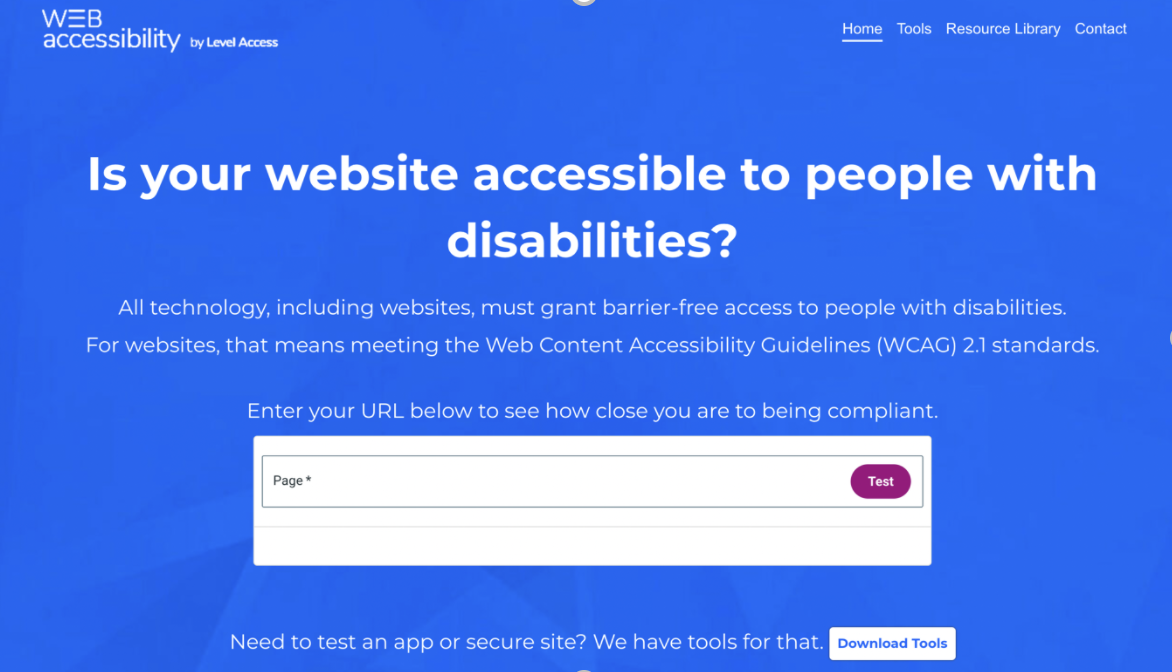 WEB
accessibility by Level Access
Home Tools Resource Library Contact
Is your website accessible to people with
disabilities?
All technology, including websites, must grant barrier-free access to people with disabilities.
For websites, that means meeting the Web Content Accessibility Guidelines (WCAG) 2.1 standards.
Enter your URL below to see how close you are to being compliant.
Page * Test
Need to test an app or secure site? We have tools for that. Download Tools